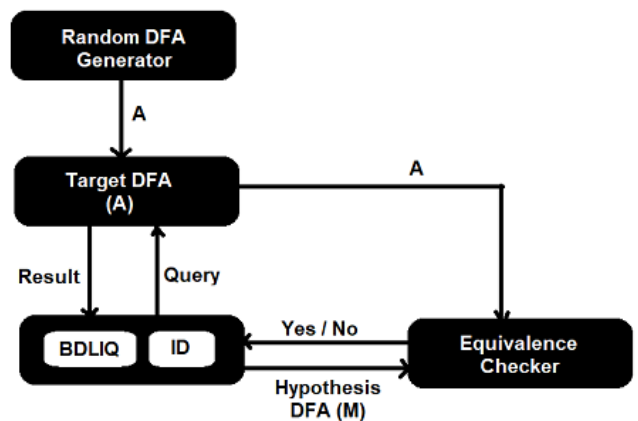 Random DFA
Generator
A
Target DFA
(A)
A
Result
Query
BDLIQ
ID
Yes / No
Equivalence
Checker
Hypothesis
DFA (M)